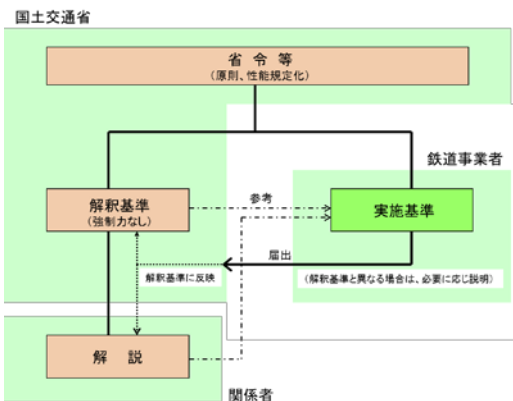 国土交通省
省 令 等
(原則、性能規定化)
鉄道事業者
解釈基準
(強制力なし)
参考
実施基準
届出
解釈基準に反映
(解釈基準と異なる場合は、必要に応じ説明)
解 説
関係者